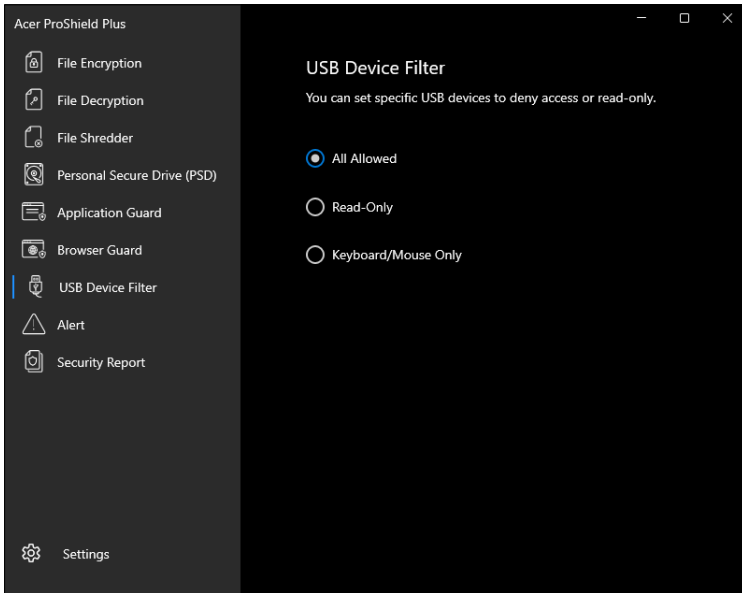 Acer ProShield Plus
File Encryption
File Decryption
File Shredder
Personal Secure Drive (PSD)
Application Guard
Browser Guard
USB Device Filter
Alert
Security Report
Settings
USB Device Filter
You can set specific USB devices to deny access or read-only.
All Allowed
Read-Only
Keyboard/Mouse Only